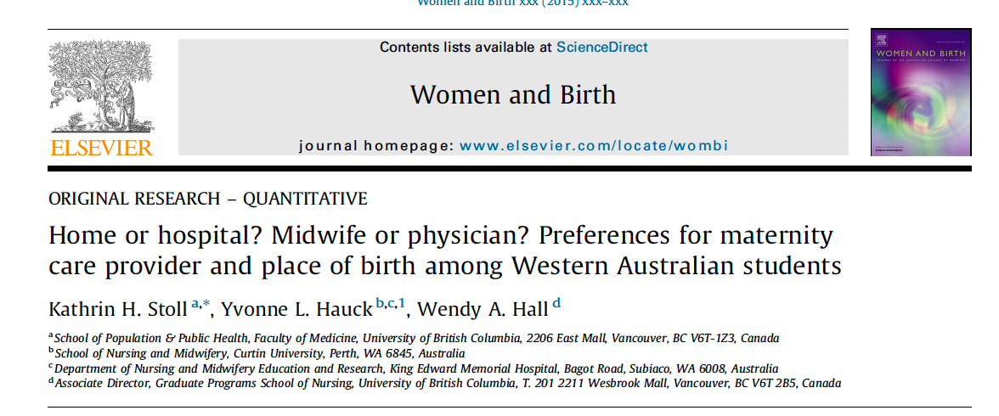 Women and Birth xxx (2015) xxx–xxx
Contents lists available at ScienceDirect
Women and Birth
journal homepage: www.elsevier.com/locate/wombi
ELSEVIER
WOMEN AND BIRTH
ORIGINAL RESEARCH – QUANTITATIVE
Home or hospital? Midwife or physician? Preferences for maternity
care provider and place of birth among Western Australian students
Kathrin H. Stoll a,*, Yvonne L. Hauck b,c,1, Wendy A. Hall d
a School of Population & Public Health, Faculty of Medicine, University of British Columbia, 2206 East Mall, Vancouver, BC V6T-1Z3, Canada
b School of Nursing and Midwifery, Curtin University, Perth, WA 6845, Australia
c Department of Nursing and Midwifery Education and Research, King Edward Memorial Hospital, Bagot Road, Subiaco, WA 6008, Australia
d Associate Director, Graduate Programs School of Nursing, University of British Columbia, T. 201 2211 Wesbrook Mall, Vancouver, BC V6T 2B5, Canada